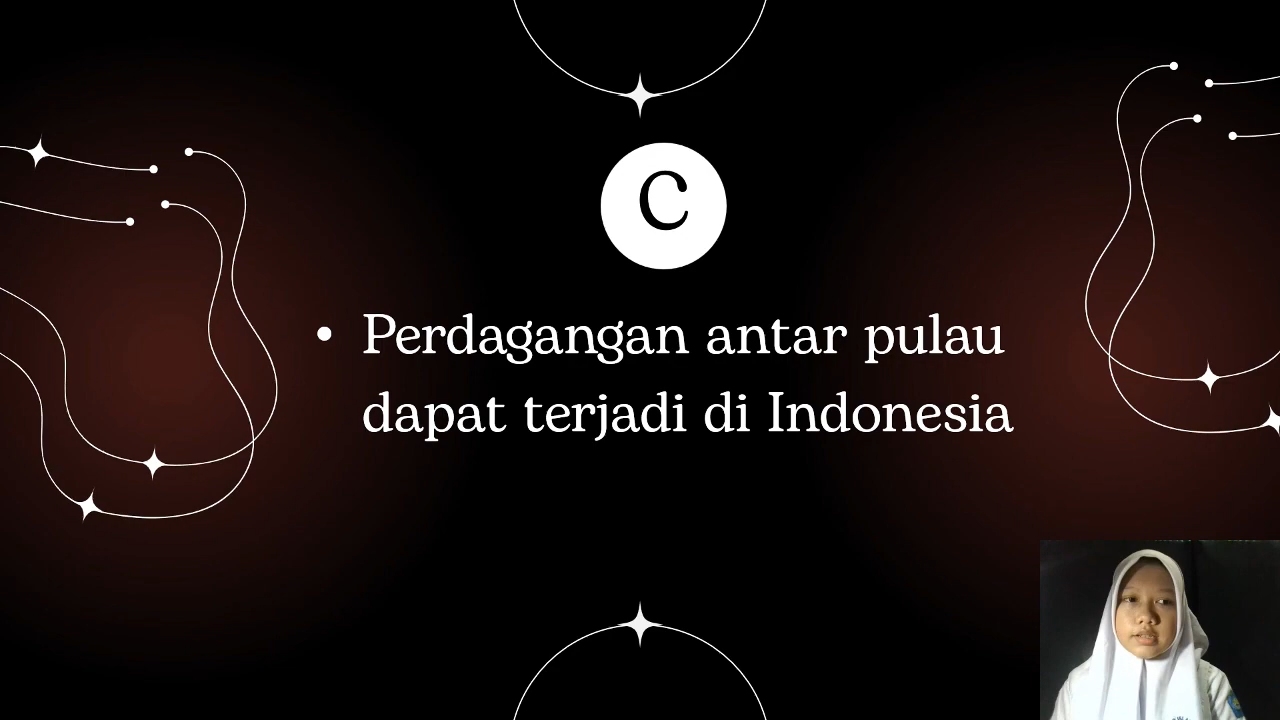 C
• Perdagangan antar pulau
dapat terjadi di Indonesia